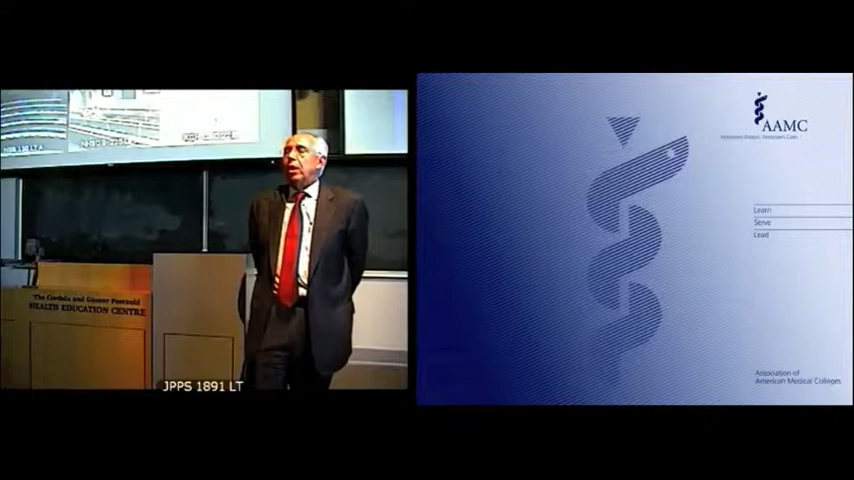 The Cordula and Günter Paetzold
HEALTH EDUCATION CENTRE
JPPS 1891 LT
AAMC
Learn
Serve
Lead
Association of
American Medical Colleges